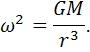 ω² = GM / r³.